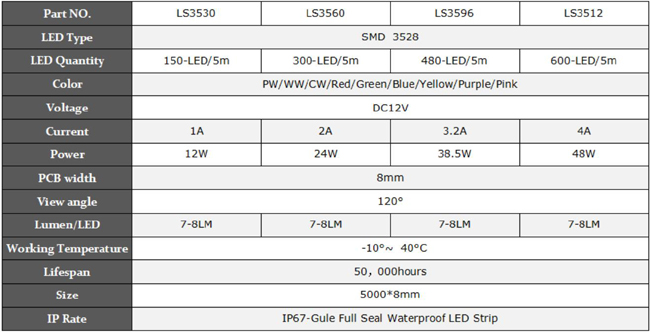 Part NO. LS3530 LS3560 LS3596 LS3512
LED Type SMD 3528
LED Quantity 150-LED/5m 300-LED/5m 480-LED/5m 600-LED/5m
Color PW/WW/CW/Red/Green/Blue/Yellow/Purple/Pink
Voltage DC12V
Current 1A 2A 3.2A 4A
Power 12W 24W 38.5W 48W
PCB width 8mm
View angle 120°
Lumen/LED 7-8LM 7-8LM 7-8LM 7-8LM
Working Temperature -10°~ 40°C
Lifespan 50，000hours
Size 5000*8mm
IP Rate IP67-Gule Full Seal Waterproof LED Strip